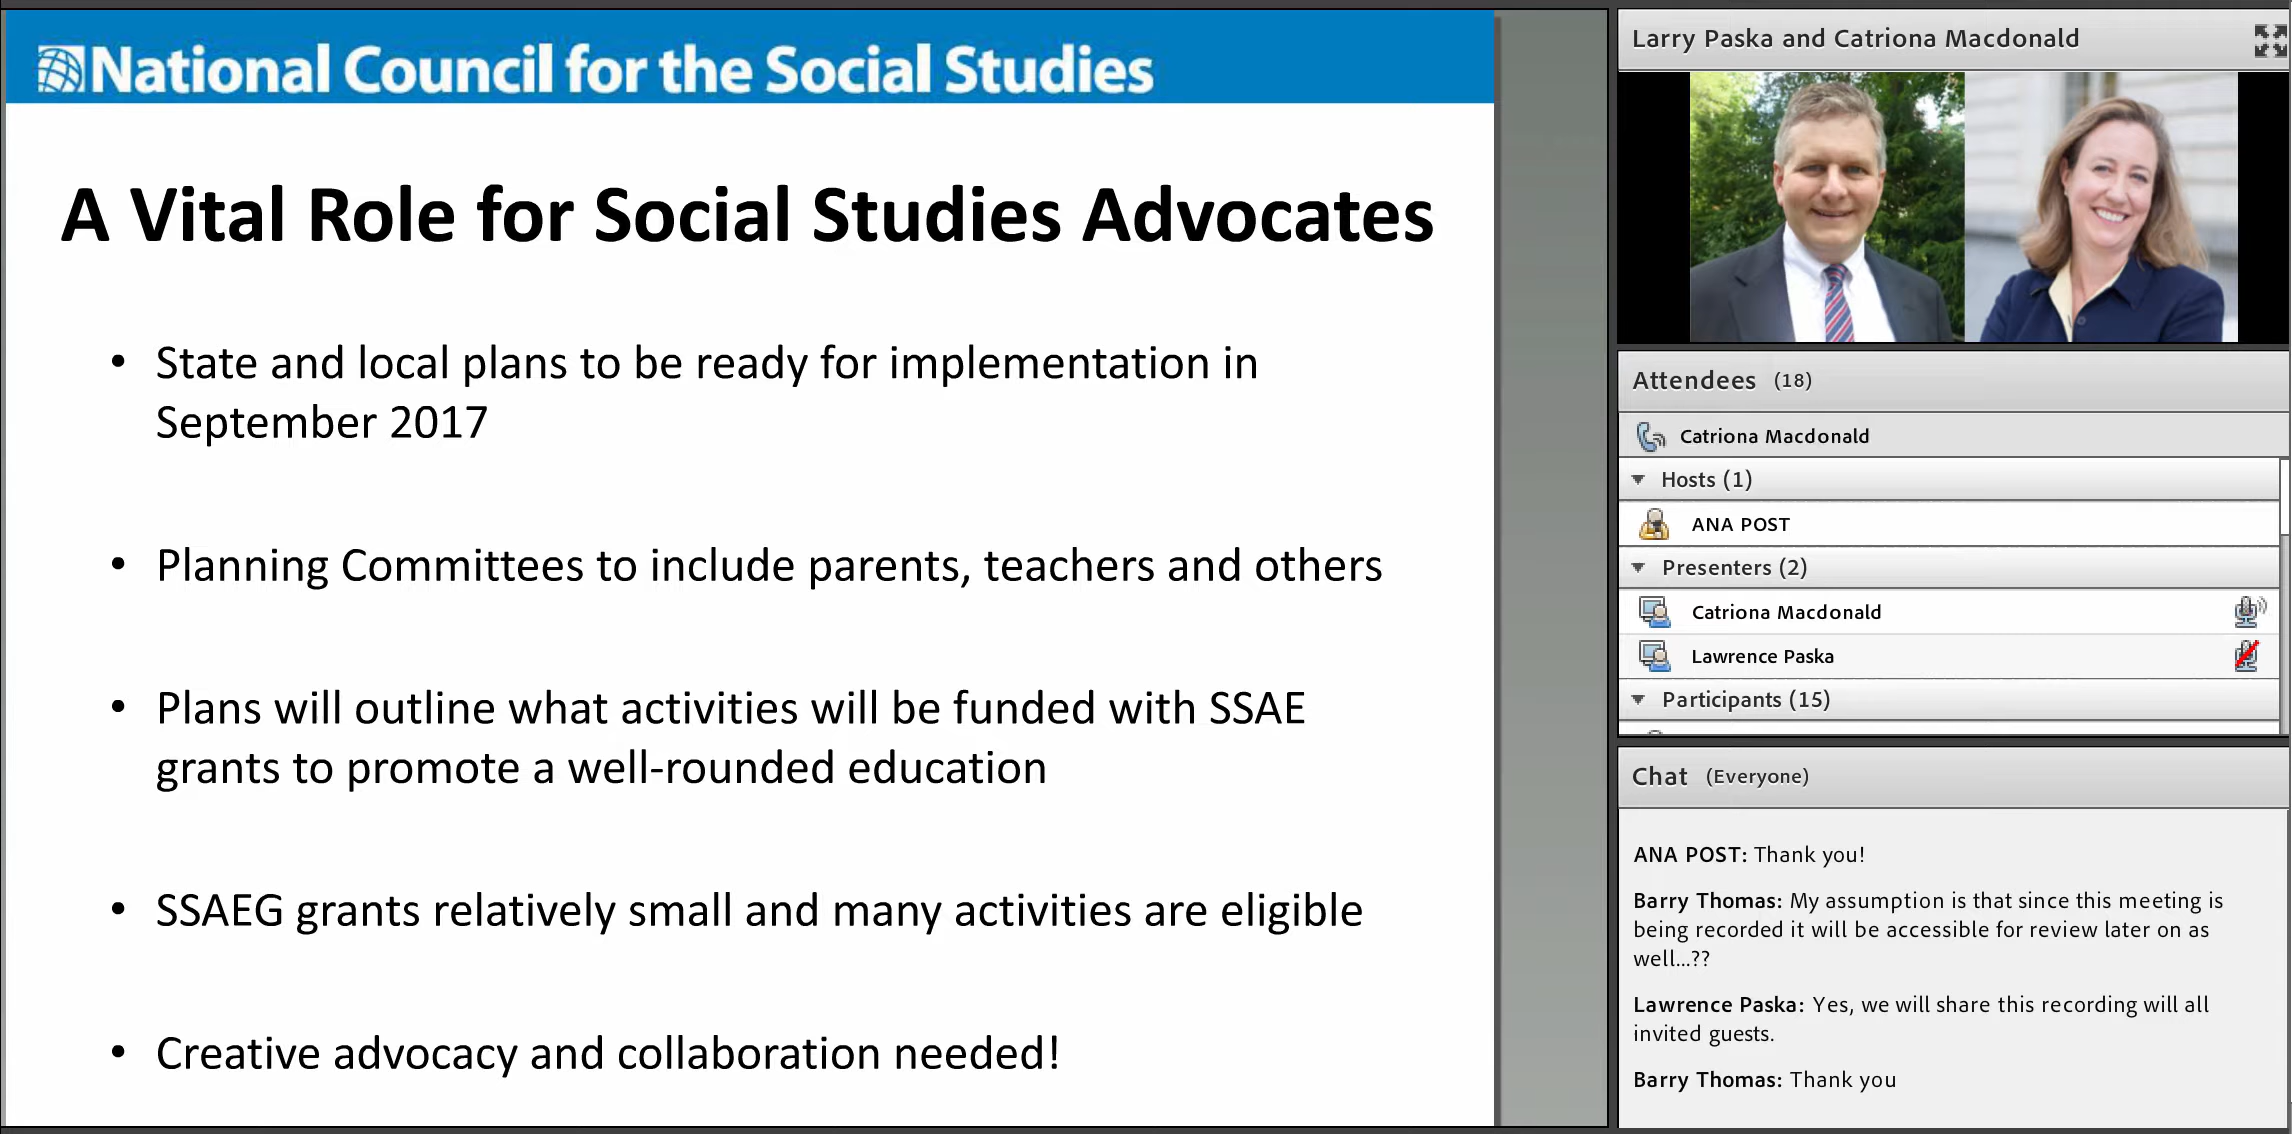 National Council for the Social Studies
A Vital Role for Social Studies Advocates
• State and local plans to be ready for implementation in
September 2017
• Planning Committees to include parents, teachers and others
• Plans will outline what activities will be funded with SSAE
grants to promote a well-rounded education
• SSAEG grants relatively small and many activities are eligible
• Creative advocacy and collaboration needed!
Larry Paska and Catriona Macdonald
Attendees (18)
Catriona Macdonald
Hosts (1)
ANA POST
Presenters (2)
Catriona Macdonald
Lawrence Paska
Participants (15)
Chat (Everyone)
ANA POST: Thank you!
Barry Thomas: My assumption is that since this meeting is
being recorded it will be accessible for review later on as
well...??
Lawrence Paska: Yes, we will share this recording will all
invited guests.
Barry Thomas: Thank you